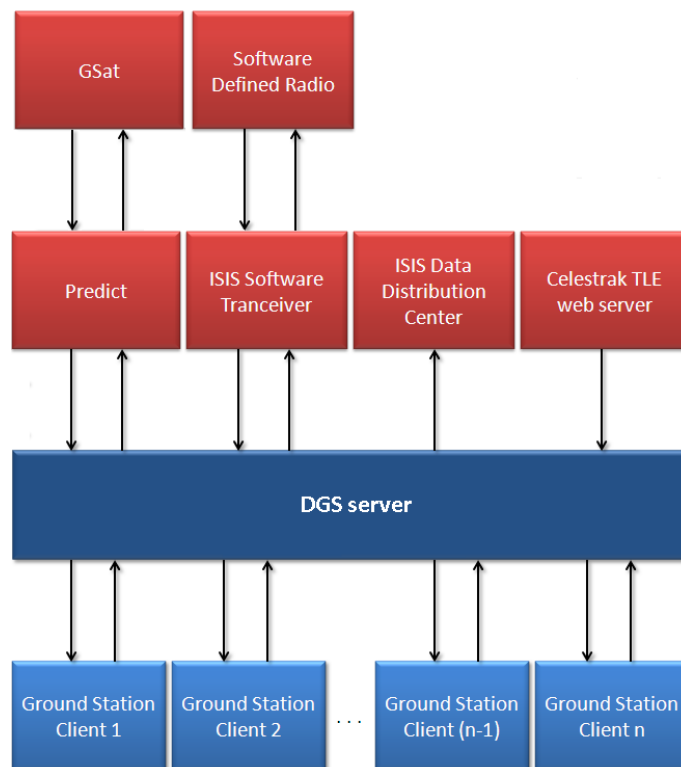 GSat
Software
Defined Radio
Predict
ISIS Software
Tranceiver
ISIS Data
Distribution
Center
Celestrak TLE
web server
DGS server
Ground Station
Client 1
Ground Station
Client 2
. . .
Ground Station
Client (n-1)
Ground Station
Client n